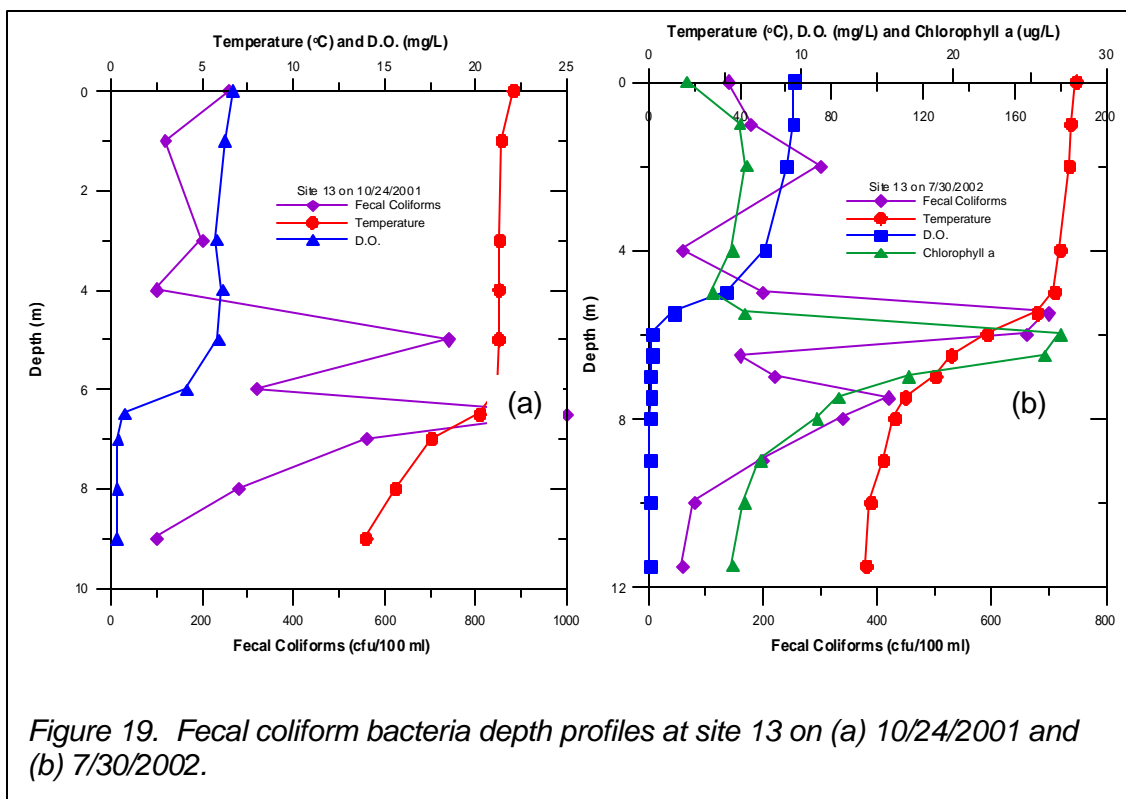 Temperature (°C) and D.O. (mg/L)
0 5 10 15 20 25
0
2
4
6
8
10
Depth (m)
Site 13 on 10/24/2001
Fecal Coliforms
Temperature
D.O.
(a)
0 200 400 600 800 1000
Fecal Coliforms (cfu/100 ml)
Temperature (°C), D.O. (mg/L) and Chlorophyll a (ug/L)
0 10 20 30
0 40 80 120 160 200
0
4
8
12
Depth (m)
Site 13 on 7/30/2002
Fecal Coliforms
Temperature
D.O.
Chlorophyll a
(b)
0 200 400 600 800
Fecal Coliforms (cfu/100 ml)
Figure 19. Fecal coliform bacteria depth profiles at site 13 on (a) 10/24/2001 and
(b) 7/30/2002.